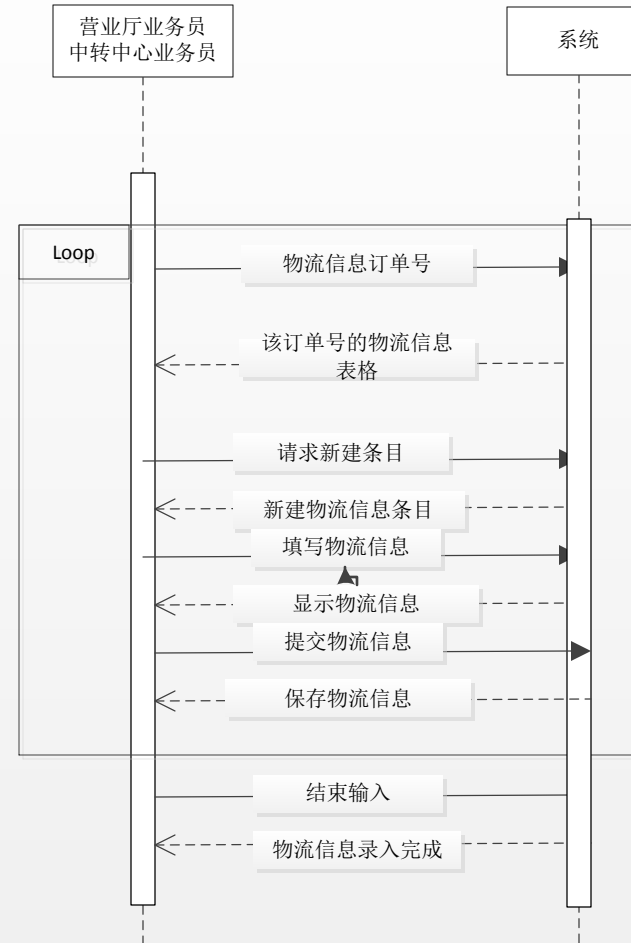 营业厅业务员
中转中心业务员
系统
Loop
物流信息订单号
该订单号的物流信息
表格
请求新建条目
新建物流信息条目
填写物流信息
显示物流信息
提交物流信息
保存物流信息
结束输入
物流信息录入完成